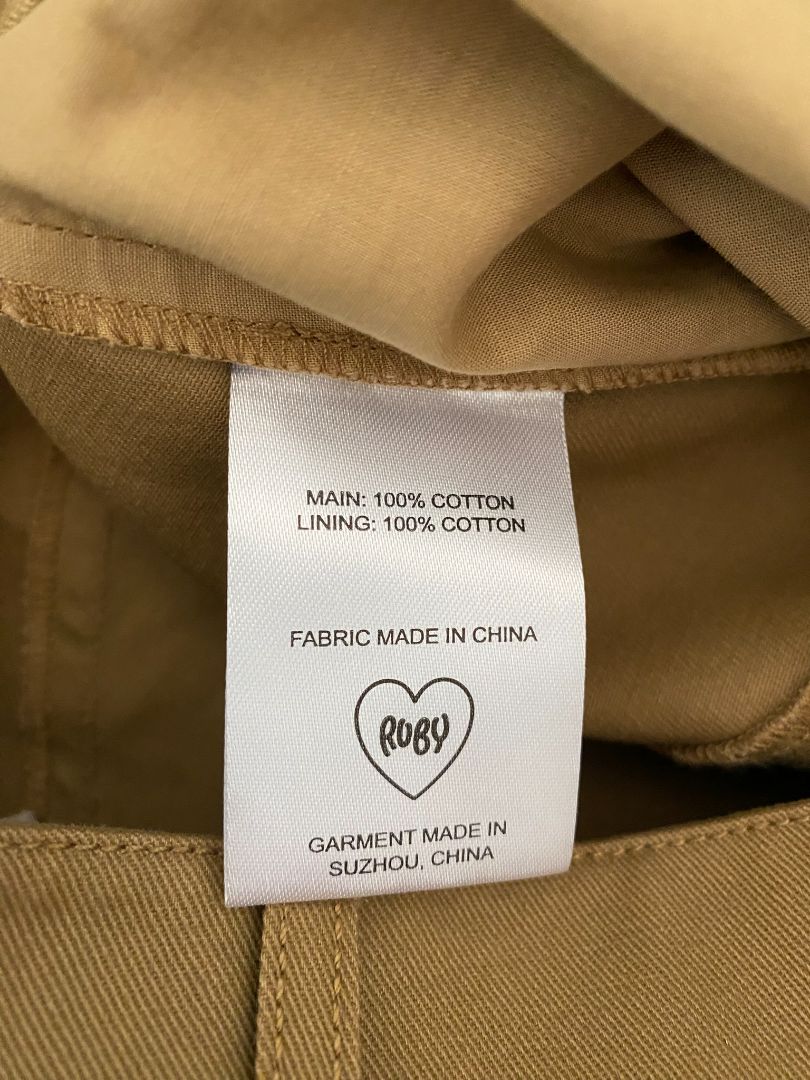 MAIN: 100% COTTON
LINING: 100% COTTON
FABRIC MADE IN CHINA
RUBY
GARMENT MADE IN
SUZHOU, CHINA